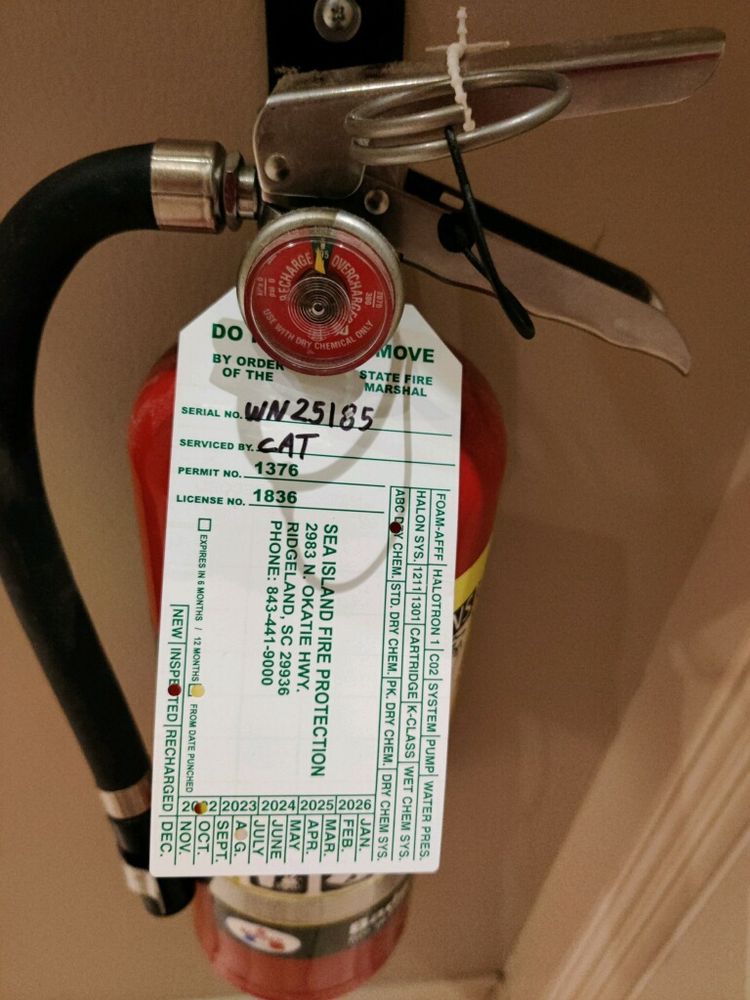 RECHARGE
OVERCHARGED
USE WITH DRY CHEMICAL ONLY
DO
MOVE
BY ORDER
OF THE
STATE FIRE
MARSHAL
SERIAL NO. WN25185
SERVICED BY. CAT
PERMIT NO. 1376
LICENSE NO. 1836
SEA ISLAND FIRE PROTECTION
2983 N. OKATIE HWY.
RIDGELAND, SC 29936
PHONE: 843-441-9000
EXPIRES IN 6 MONTHS / 12 MONTHS FROM DATE PUNCHED
NEW INSPECTED RECHARGED
FOAM-AFFF HALOTRON 1 C02 SYSTEM PUMP WATER PRES.
HALON SYS. 1211 1301 CARTRIDGE K-CLASS WET CHEM SYS.
ABC DRY CHEM. STD. DRY CHEM. PK. DRY CHEM. DRY CHEM SYS.
2022 2023 2024 2025 2026
DEC. NOV. OCT. SEPT. AUG. JULY JUNE MAY APR. MAR. FEB. JAN.